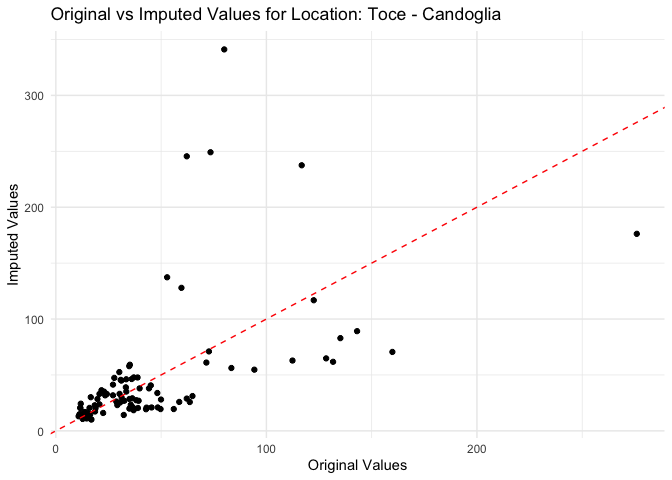 Original vs Imputed Values for Location: Toce - Candoglia
300
200
100
0
Imputed Values
0
100
200
Original Values